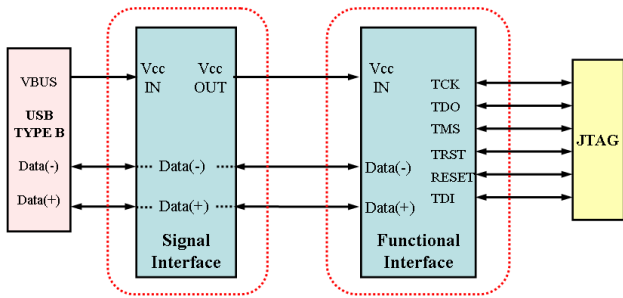 VBUS
USB
TYPE B
Data(-)
Data(+)
Vcc
IN
Vcc
OUT
Data(-)
Data(+)
Signal
Interface
Vcc
IN
Data(-)
Data(+)
TCK
TDO
TMS
TRST
RESET
TDI
Functional
Interface
JTAG